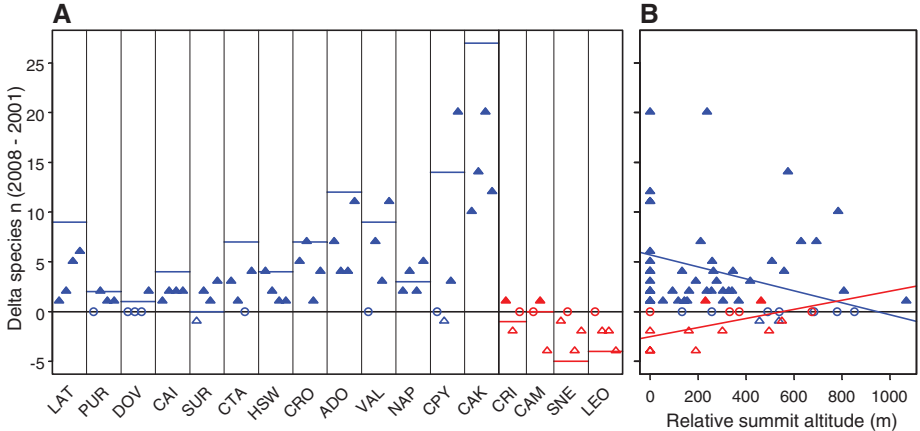 A
B
Delta species n (2008 - 2001)
25
20
15
10
5
0
-5
LAT PUR DOV CAI SUR CTA HSW CRO ADO VAL NAP CPY CAK CRI CAM SNE LEO
0 200 400 600 800 1000
Relative summit altitude (m)